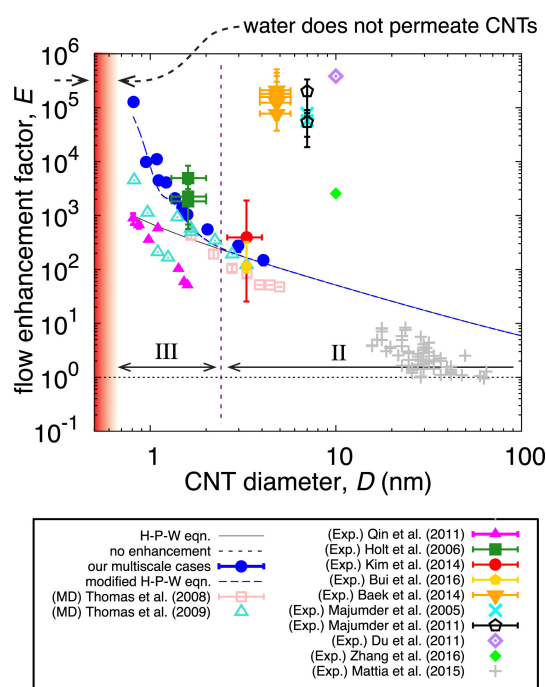 water does not permeate CNTs
10^6
10^5
10^4
10^3
10^2
10^1
10^0
10^-1
flow enhancement factor, E
III
II
1
10
100
CNT diameter, D (nm)
H-P-W eqn.
no enhancement
our multiscale cases
modified H-P-W eqn.
(MD) Thomas et al. (2008)
(MD) Thomas et al. (2009)
(Exp.) Qin et al. (2011)
(Exp.) Holt et al. (2006)
(Exp.) Kim et al. (2014)
(Exp.) Bui et al. (2016)
(Exp.) Baek et al. (2014)
(Exp.) Majumder et al. (2005)
(Exp.) Majumder et al. (2011)
(Exp.) Du et al. (2011)
(Exp.) Zhang et al. (2016)
(Exp.) Mattia et al. (2015)